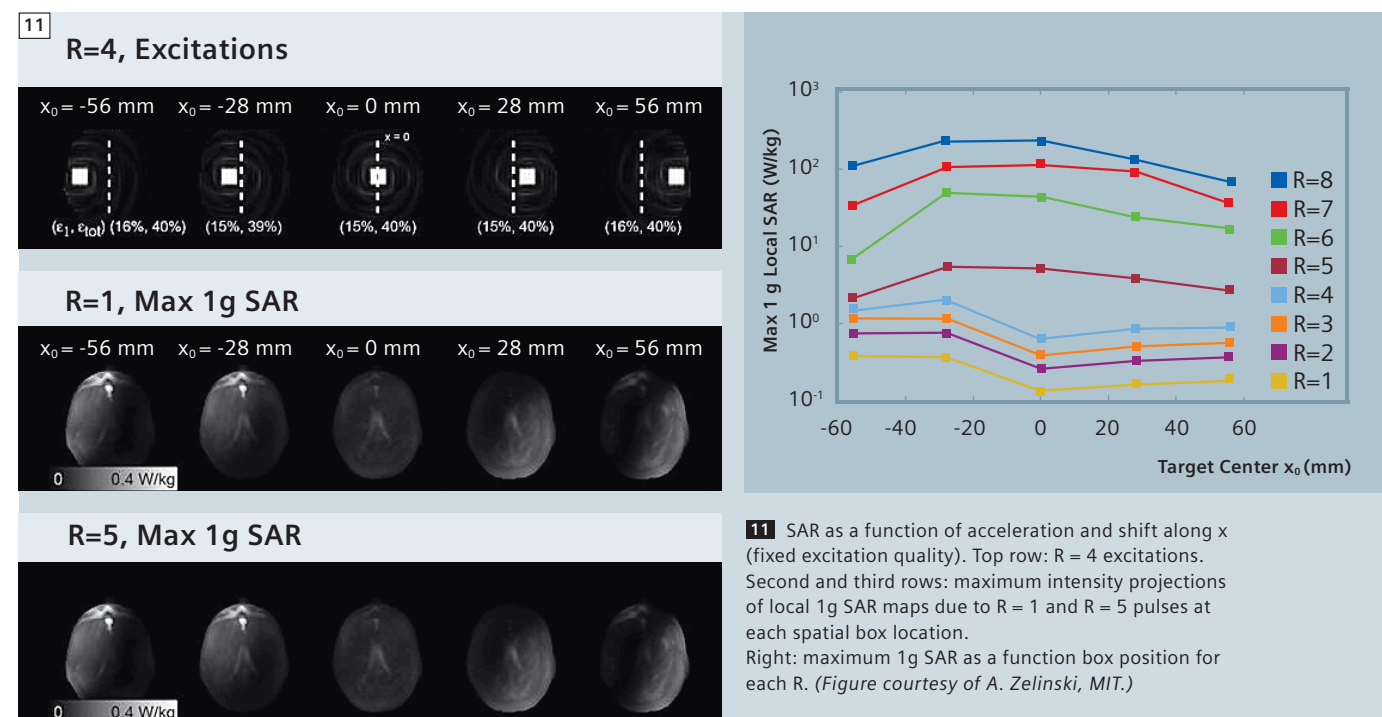 11
R=4, Excitations
x₀ = -56 mm x₀ = -28 mm x₀ = 0 mm x₀ = 28 mm x₀ = 56 mm
x = 0
(ε₁, εtot) (16%, 40%) (15%, 39%) (15%, 40%) (15%, 40%) (16%, 40%)
R=1, Max 1g SAR
x₀ = -56 mm x₀ = -28 mm x₀ = 0 mm x₀ = 28 mm x₀ = 56 mm
0 0.4 W/kg
R=5, Max 1g SAR
0 0.4 W/kg
Max 1 g Local SAR (W/kg)
10³
10²
10¹
10⁰
10⁻¹
-60 -40 -20 0 20 40 60
Target Center x₀ (mm)
R=8
R=7
R=6
R=5
R=4
R=3
R=2
R=1
11 SAR as a function of acceleration and shift along x
(fixed excitation quality). Top row: R = 4 excitations.
Second and third rows: maximum intensity projections
of local 1g SAR maps due to R = 1 and R = 5 pulses at
each spatial box location.
Right: maximum 1g SAR as a function box position for
each R. (Figure courtesy of A. Zelinski, MIT.)